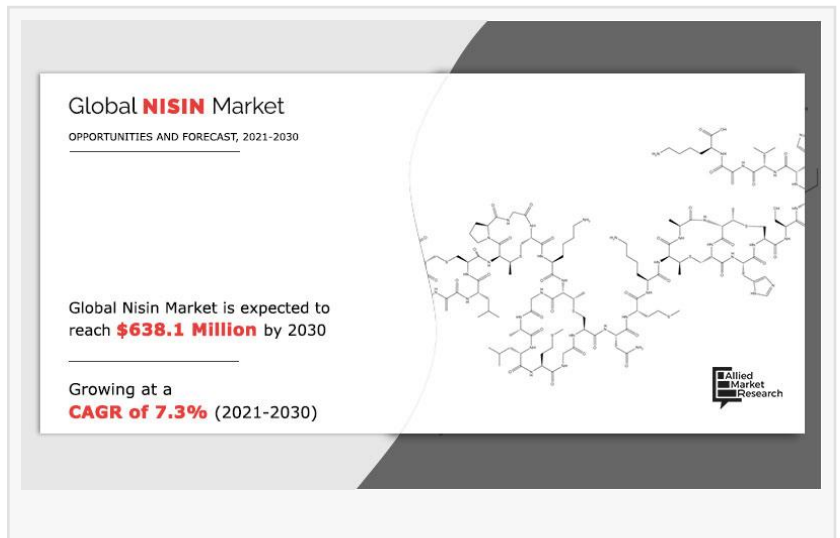 Global NISIN Market
OPPORTUNITIES AND FORECAST, 2021-2030
Global Nisin Market is expected to
reach $638.1 Million by 2030
Growing at a
CAGR of 7.3% (2021-2030)
Allied
Market
Research